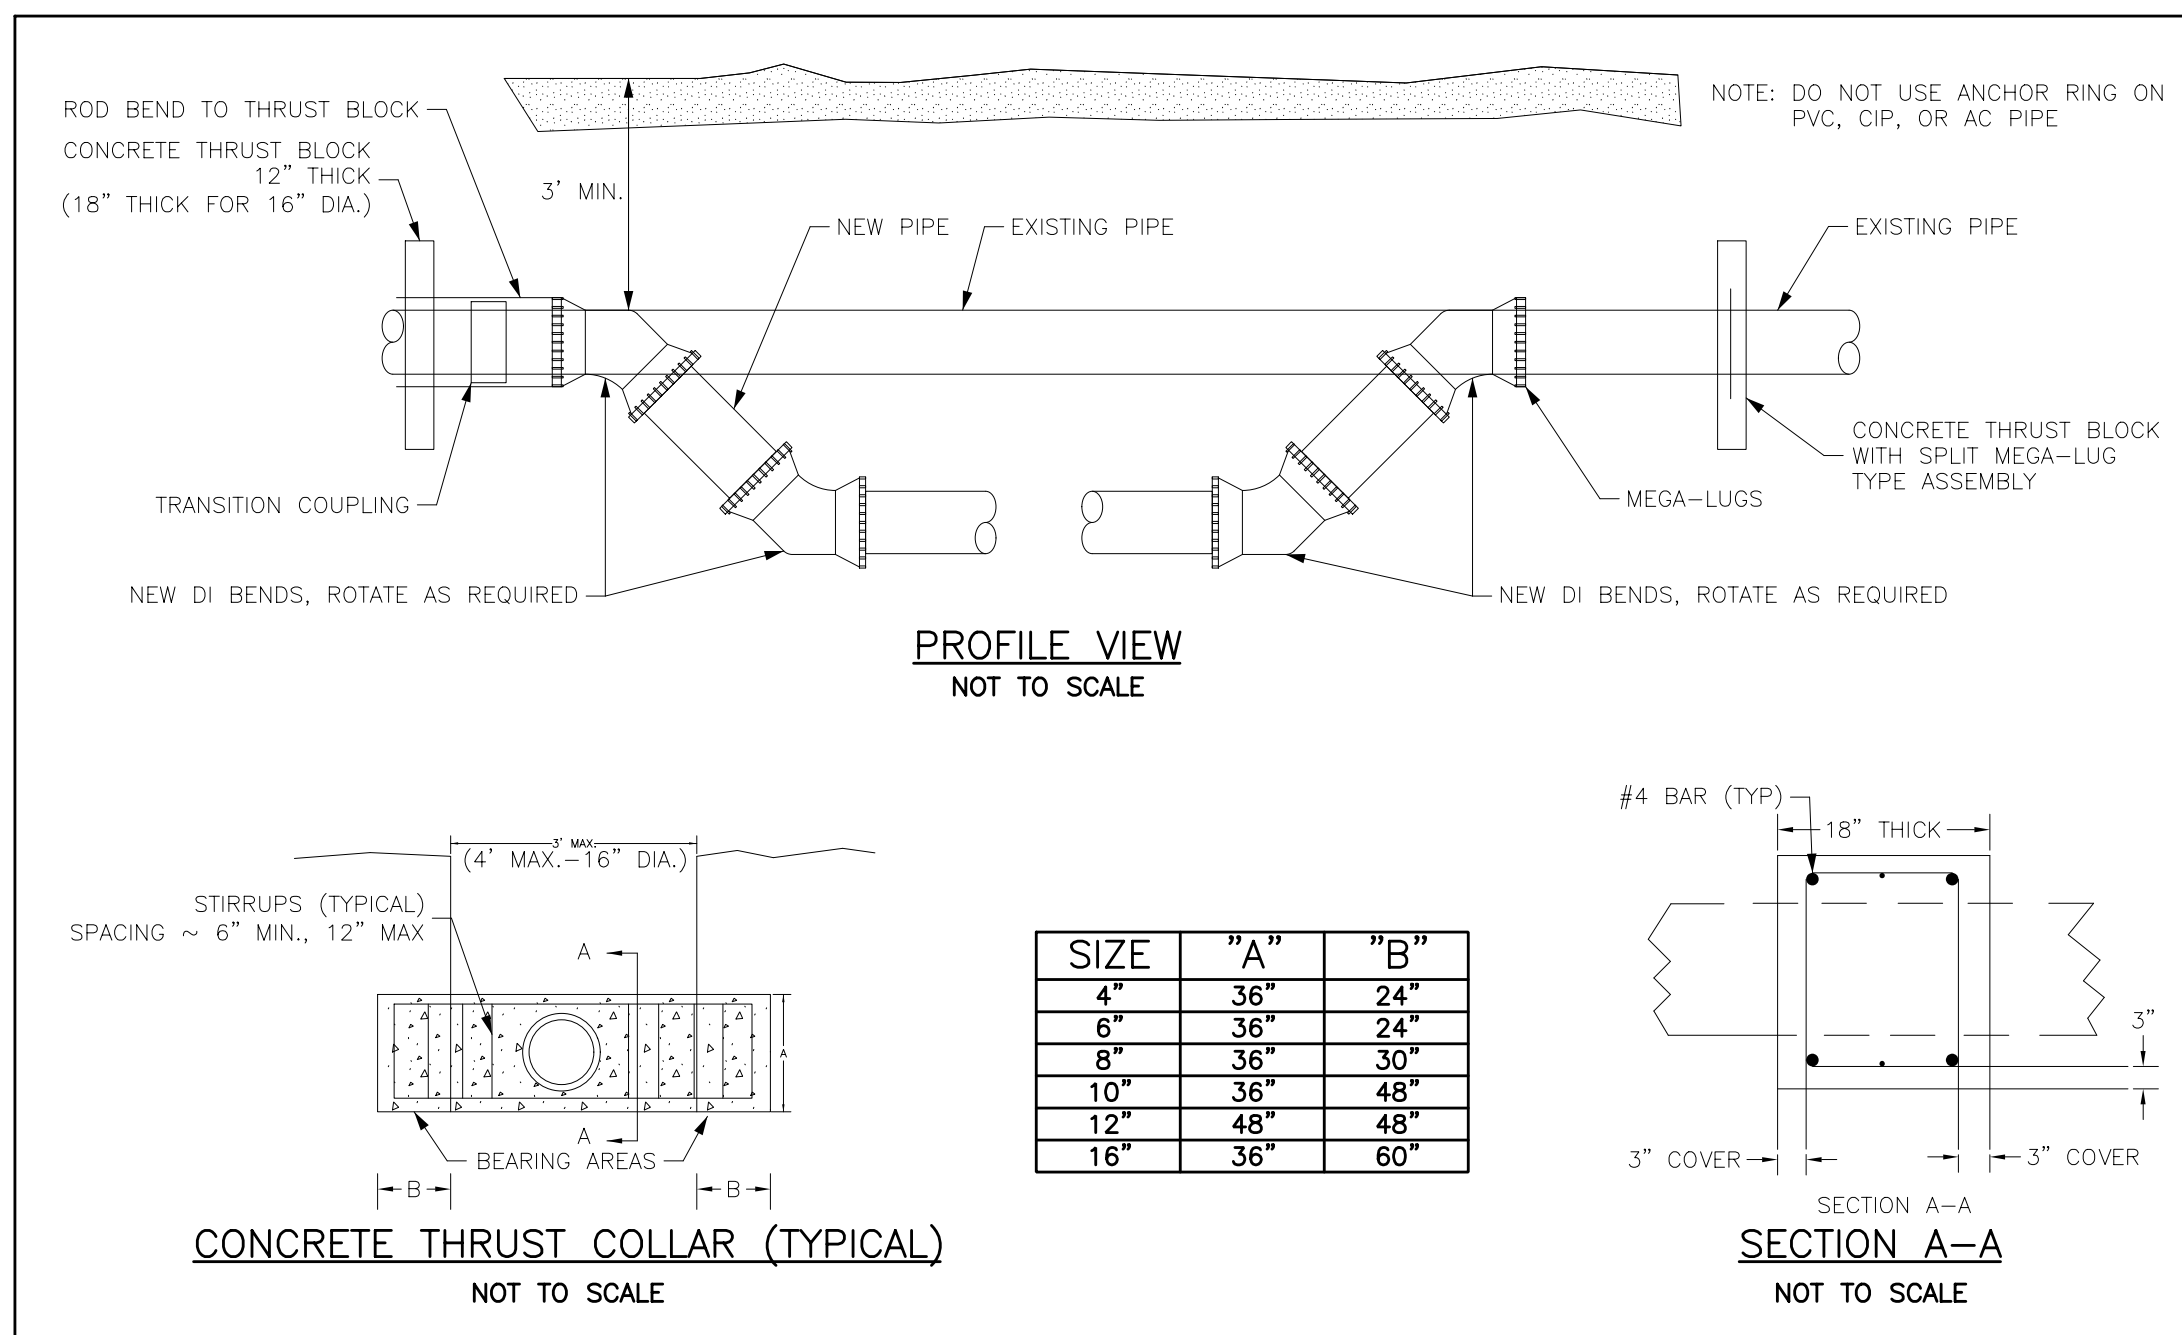 ROD BEND TO THRUST BLOCK
CONCRETE THRUST BLOCK
12” THICK
(18” THICK FOR 16” DIA.)
3’ MIN.
NEW PIPE
EXISTING PIPE
NOTE: DO NOT USE ANCHOR RING ON
PVC, CIP, OR AC PIPE
EXISTING PIPE
TRANSITION COUPLING
CONCRETE THRUST BLOCK
WITH SPLIT MEGA-LUG
TYPE ASSEMBLY
MEGA-LUGS
NEW DI BENDS, ROTATE AS REQUIRED
NEW DI BENDS, ROTATE AS REQUIRED
PROFILE VIEW
NOT TO SCALE
3’ MAX.
(4’ MAX.-16” DIA.)
STIRRUPS (TYPICAL)
SPACING ~ 6” MIN., 12” MAX
A
A
A
BEARING AREAS
B
B
CONCRETE THRUST COLLAR (TYPICAL)
NOT TO SCALE
SIZE ”A” ”B”
4” 36” 24”
6” 36” 24”
8” 36” 30”
10” 36” 48”
12” 48” 48”
16” 36” 60”
#4 BAR (TYP)
18” THICK
3”
3” COVER
3” COVER
SECTION A-A
SECTION A-A
NOT TO SCALE